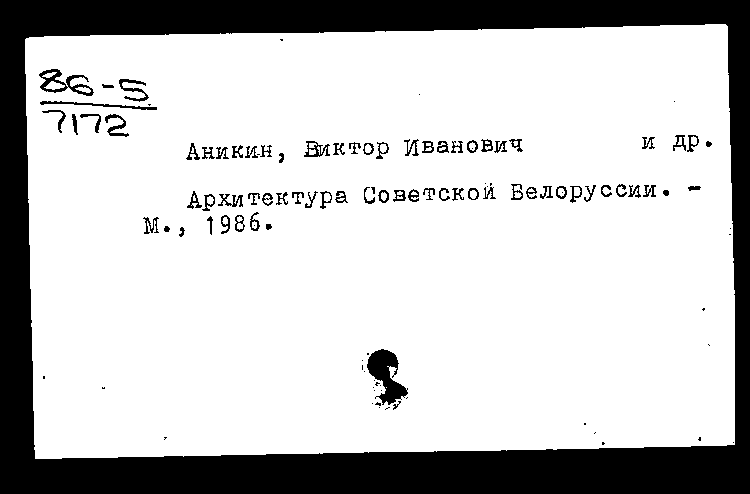 86-5
7172
Аникин, Виктор Иванович и др.
Архитектура Советской Белоруссии. -
М., 1986.